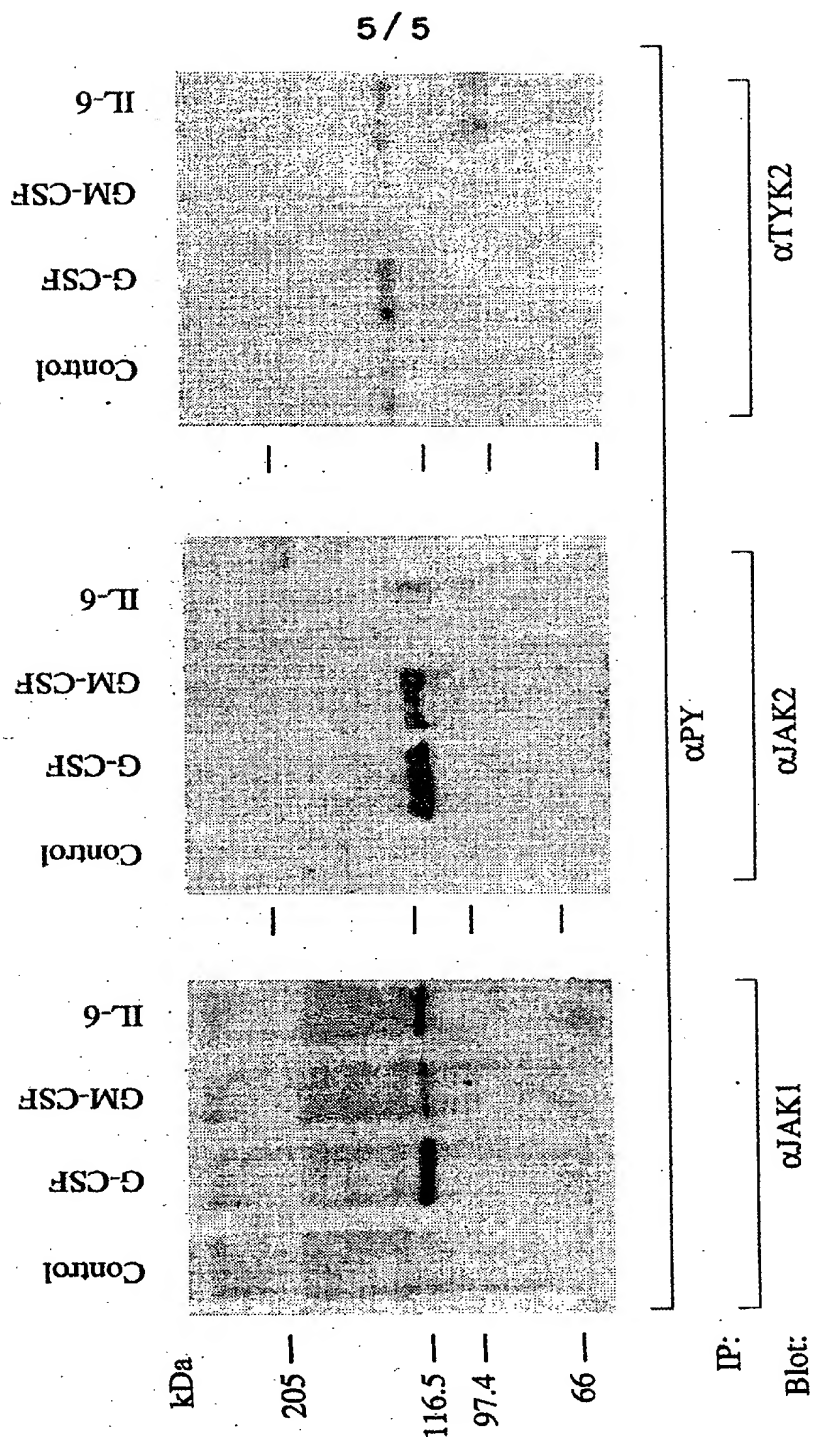 5/5
kDa
205
116.5
97.4
66
Control
G-CSF
GM-CSF
IL-6
Control
G-CSF
GM-CSF
IL-6
Control
G-CSF
GM-CSF
IL-6
IP:
αPY
Blot:
αJAK1
αJAK2
αTYK2